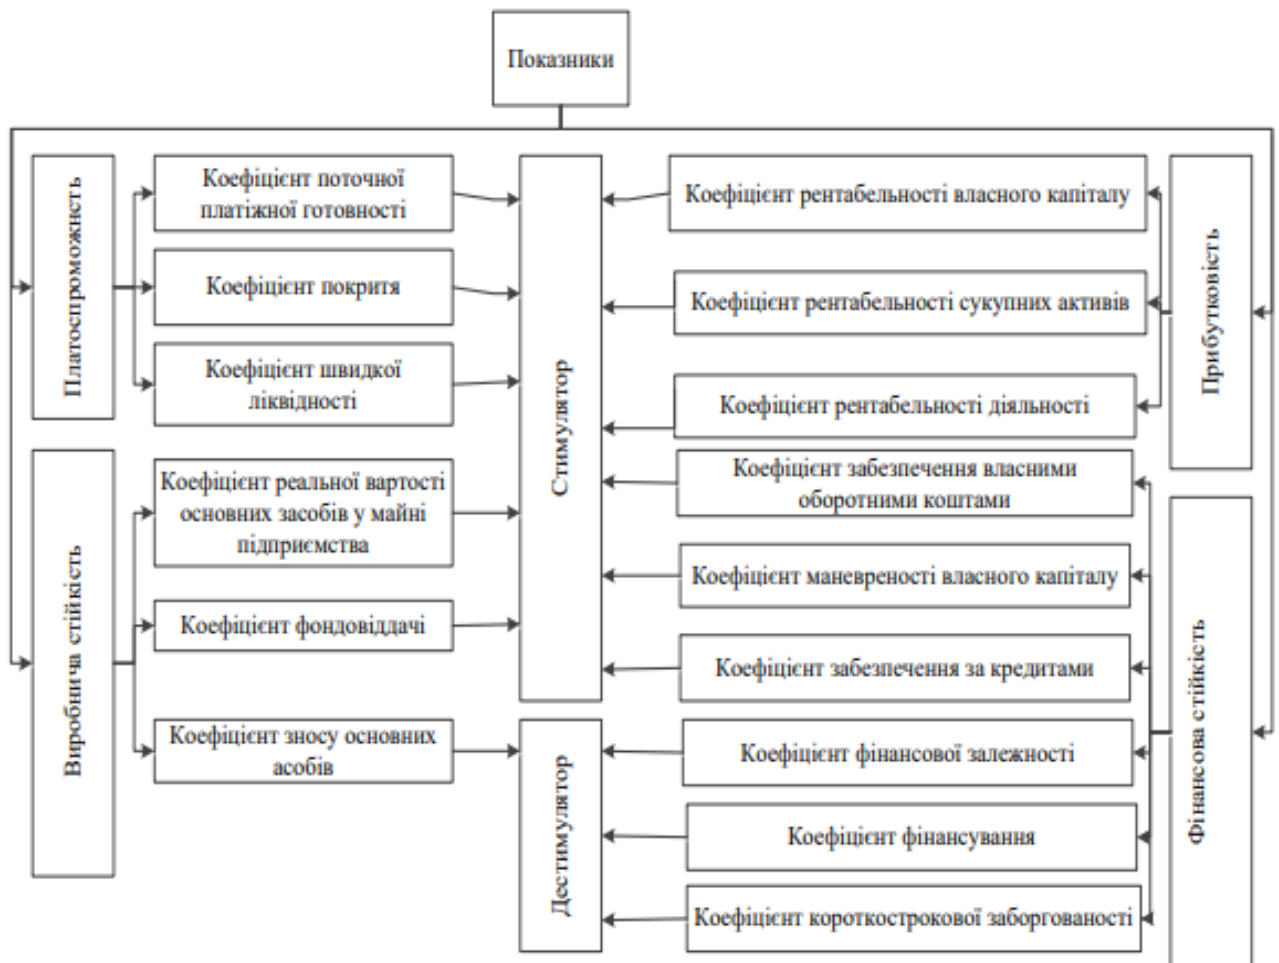 Показники
Платоспроможнсть
Коефіцієнт поточної
платіжної готовності
Коефіцієнт покритя
Коефіцієнт швидкої
ліквідності
Виробнича стійкість
Коефіцієнт реальної вартості
основних засобів у майні
підприємства
Коефіцієнт фондовіддачі
Коефіцієнт зносу основних
асобів
Стимулятор
Дестимулятор
Коефіцієнт рентабельності власного капіталу
Коефіцієнт рентабельності сукупних активів
Коефіцієнт рентабельності діяльності
Прибутковість
Коефіцієнт забезпечення власними
оборотними коштами
Коефіцієнт маневреності власного капіталу
Коефіцієнт забезпечення за кредитами
Коефіцієнт фінансової залежності
Коефіцієнт фінансування
Коефіцієнт короткострокової заборгованості
Фінансова стійкість